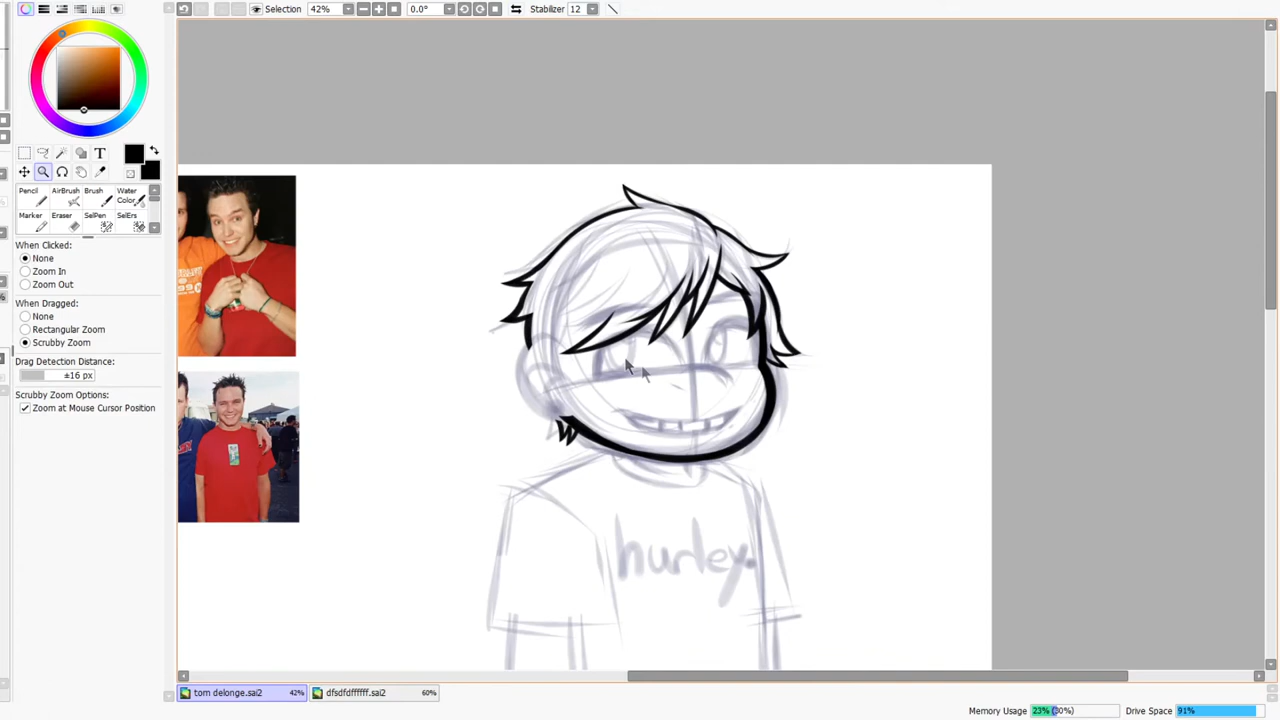 Selection 42% 0.0° Stabilizer 12
T
Pencil AirBrush Brush Water Color
Marker Eraser SelPen SelErs
When Clicked:
None
Zoom In
Zoom Out
When Dragged:
None
Rectangular Zoom
Scrubby Zoom
Drag Detection Distance:
±16 px
Scrubby Zoom Options:
Zoom at Mouse Cursor Position
hurley.
tom delonge.sai2 42% dfsdfdffffff.sai2 60%
Memory Usage 23% (30%) Drive Space 91%